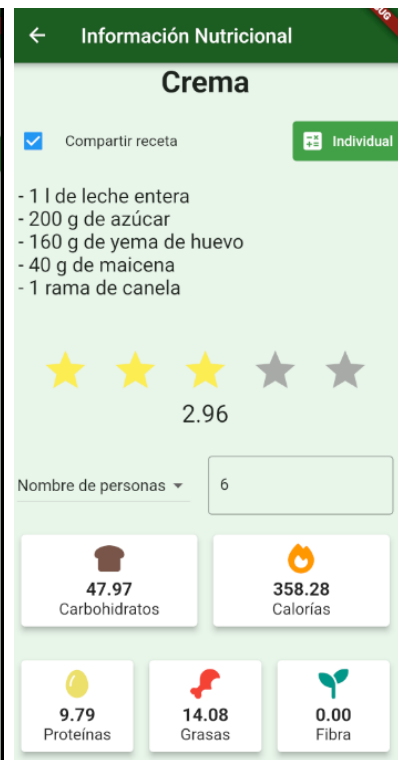 Información Nutricional
Crema
Compartir receta
Individual
- 1 l de leche entera
- 200 g de azúcar
- 160 g de yema de huevo
- 40 g de maicena
- 1 rama de canela
2.96
Nombre de personas
6
47.97
Carbohidratos
358.28
Calorías
9.79
Proteínas
14.08
Grasas
0.00
Fibra